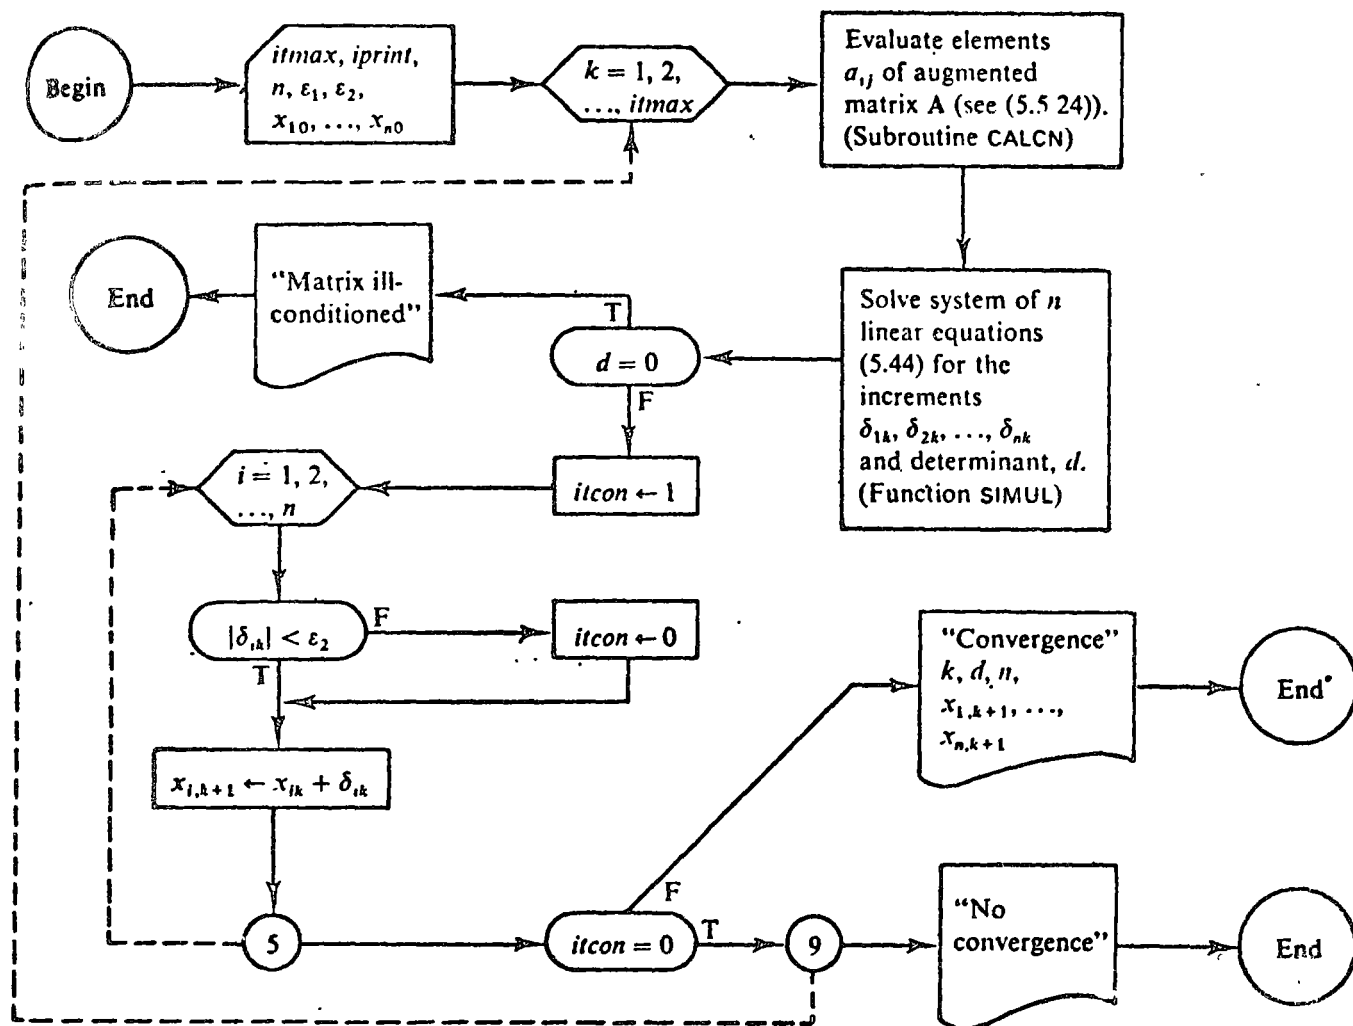 Begin
itmax, iprint,
n, ε₁, ε₂,
x₁₀, . . . , xₙ₀
k = 1, 2,
. . ., itmax
Evaluate elements
aᵢⱼ of augmented
matrix A (see (5.5 24)).
(Subroutine CALCN)
End
“Matrix ill-
conditioned”
T
d = 0
F
Solve system of n
linear equations
(5.44) for the
increments
δ₁ₖ, δ₂ₖ, . . ., δₙₖ
and determinant, d.
(Function SIMUL)
i = 1, 2,
. . ., n
itcon ← 1
|δᵢₖ| < ε₂
F
T
itcon ← 0
“Convergence”
k, d, n,
x₁,ₖ₊₁, . . .,
xₙ,ₖ₊₁
End
xᵢ,ₖ₊₁ ← xᵢₖ + δᵢₖ
5
F
itcon = 0
T
9
“No
convergence”
End